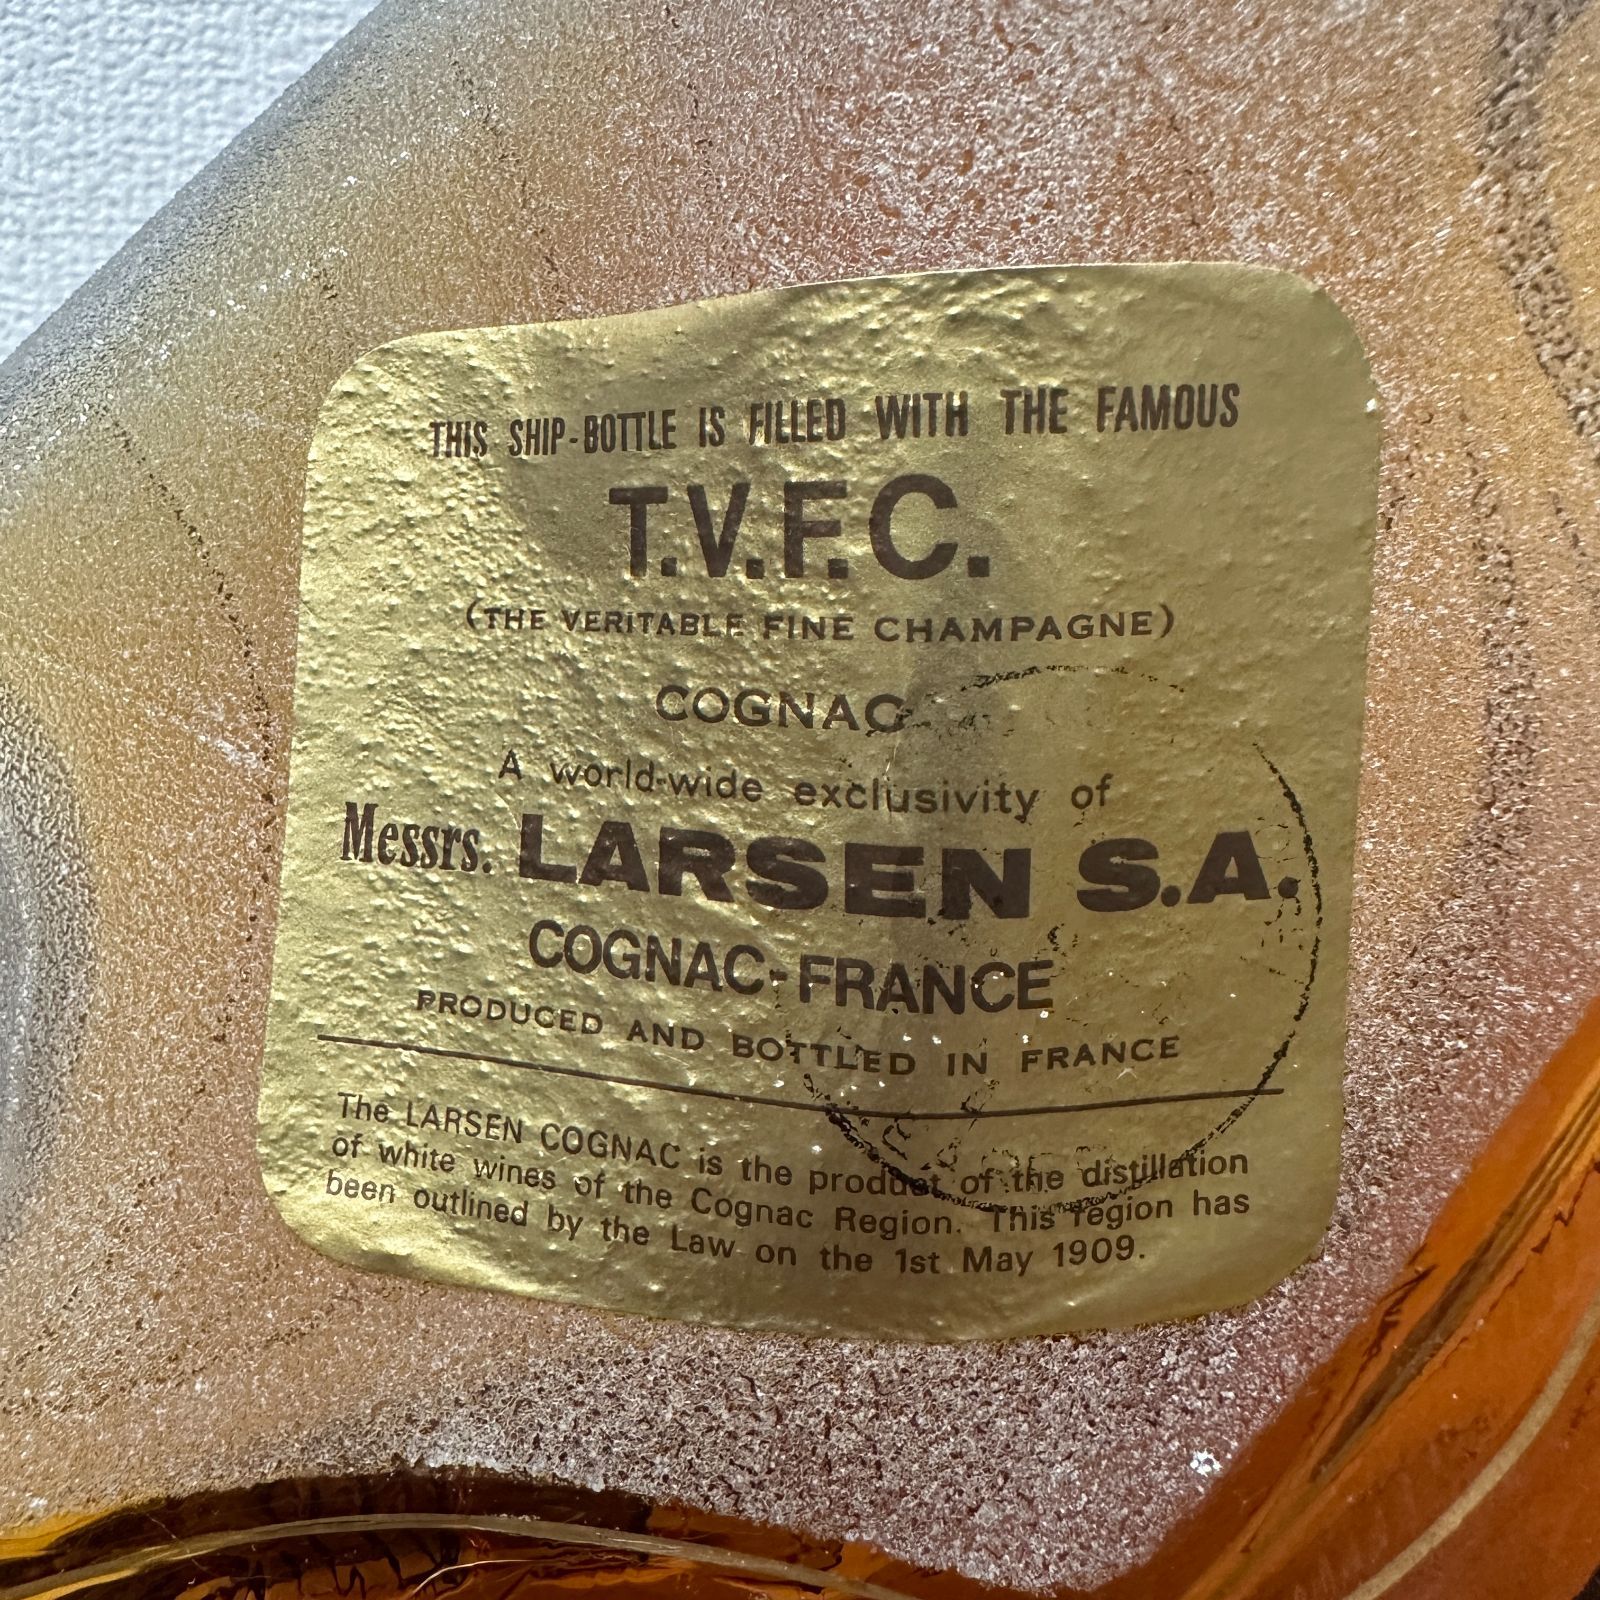 THIS SHIP-BOTTLE IS FILLED WITH THE FAMOUS
T.V.F.C.
(THE VERITABLE FINE CHAMPAGNE)
COGNAC
A world-wide exclusivity of
Messrs. LARSEN S.A.
COGNAC-FRANCE
PRODUCED AND BOTTLED IN FRANCE
The LARSEN COGNAC is the product of the distillation
of white wines of the Cognac Region. This region has
been outlined by the Law on the 1st May 1909.